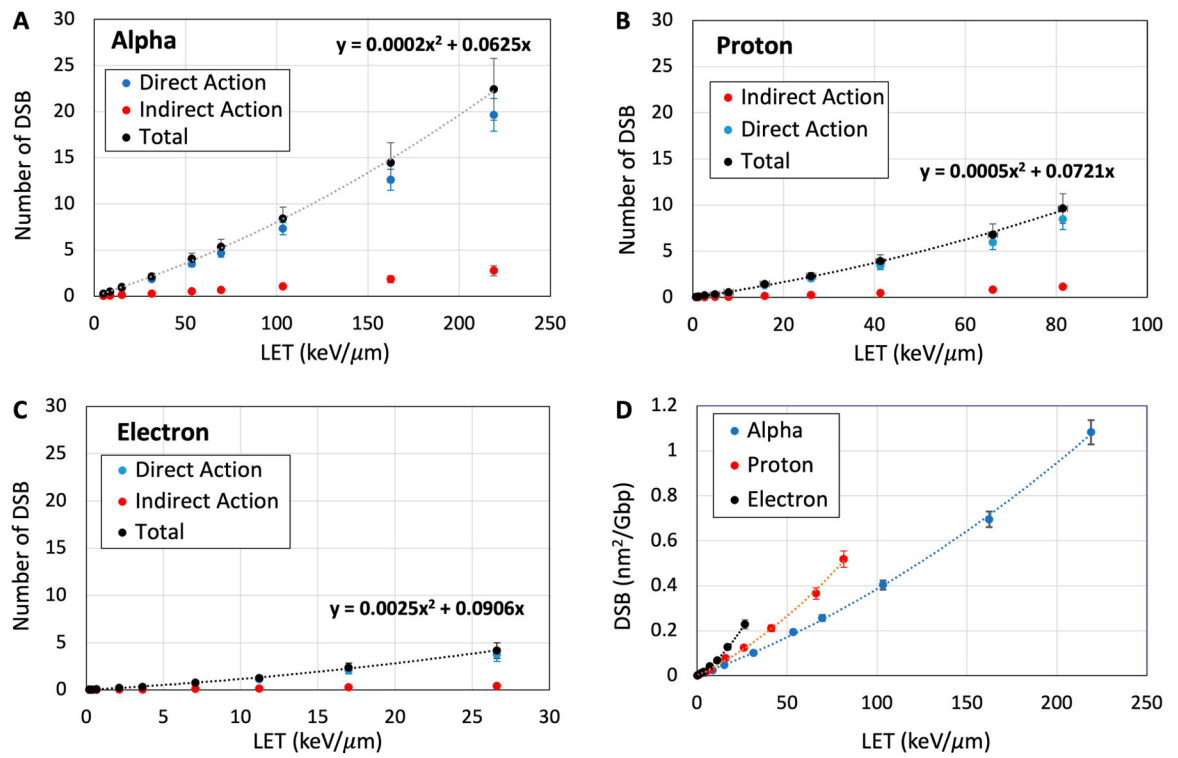 A
Alpha
y = 0.0002x² + 0.0625x
Direct Action
Indirect Action
Total
Number of DSB
30
25
20
15
10
5
0
0 50 100 150 200 250
LET (keV/μm)
B
Proton
Indirect Action
Direct Action
Total
y = 0.0005x² + 0.0721x
Number of DSB
30
25
20
15
10
5
0
0 20 40 60 80 100
LET (keV/μm)
C
Electron
Direct Action
Indirect Action
Total
y = 0.0025x² + 0.0906x
Number of DSB
30
25
20
15
10
5
0
0 5 10 15 20 25 30
LET (keV/μm)
D
Alpha
Proton
Electron
DSB (nm²/Gbp)
1.2
1
0.8
0.6
0.4
0.2
0
0 50 100 150 200 250
LET (keV/μm)